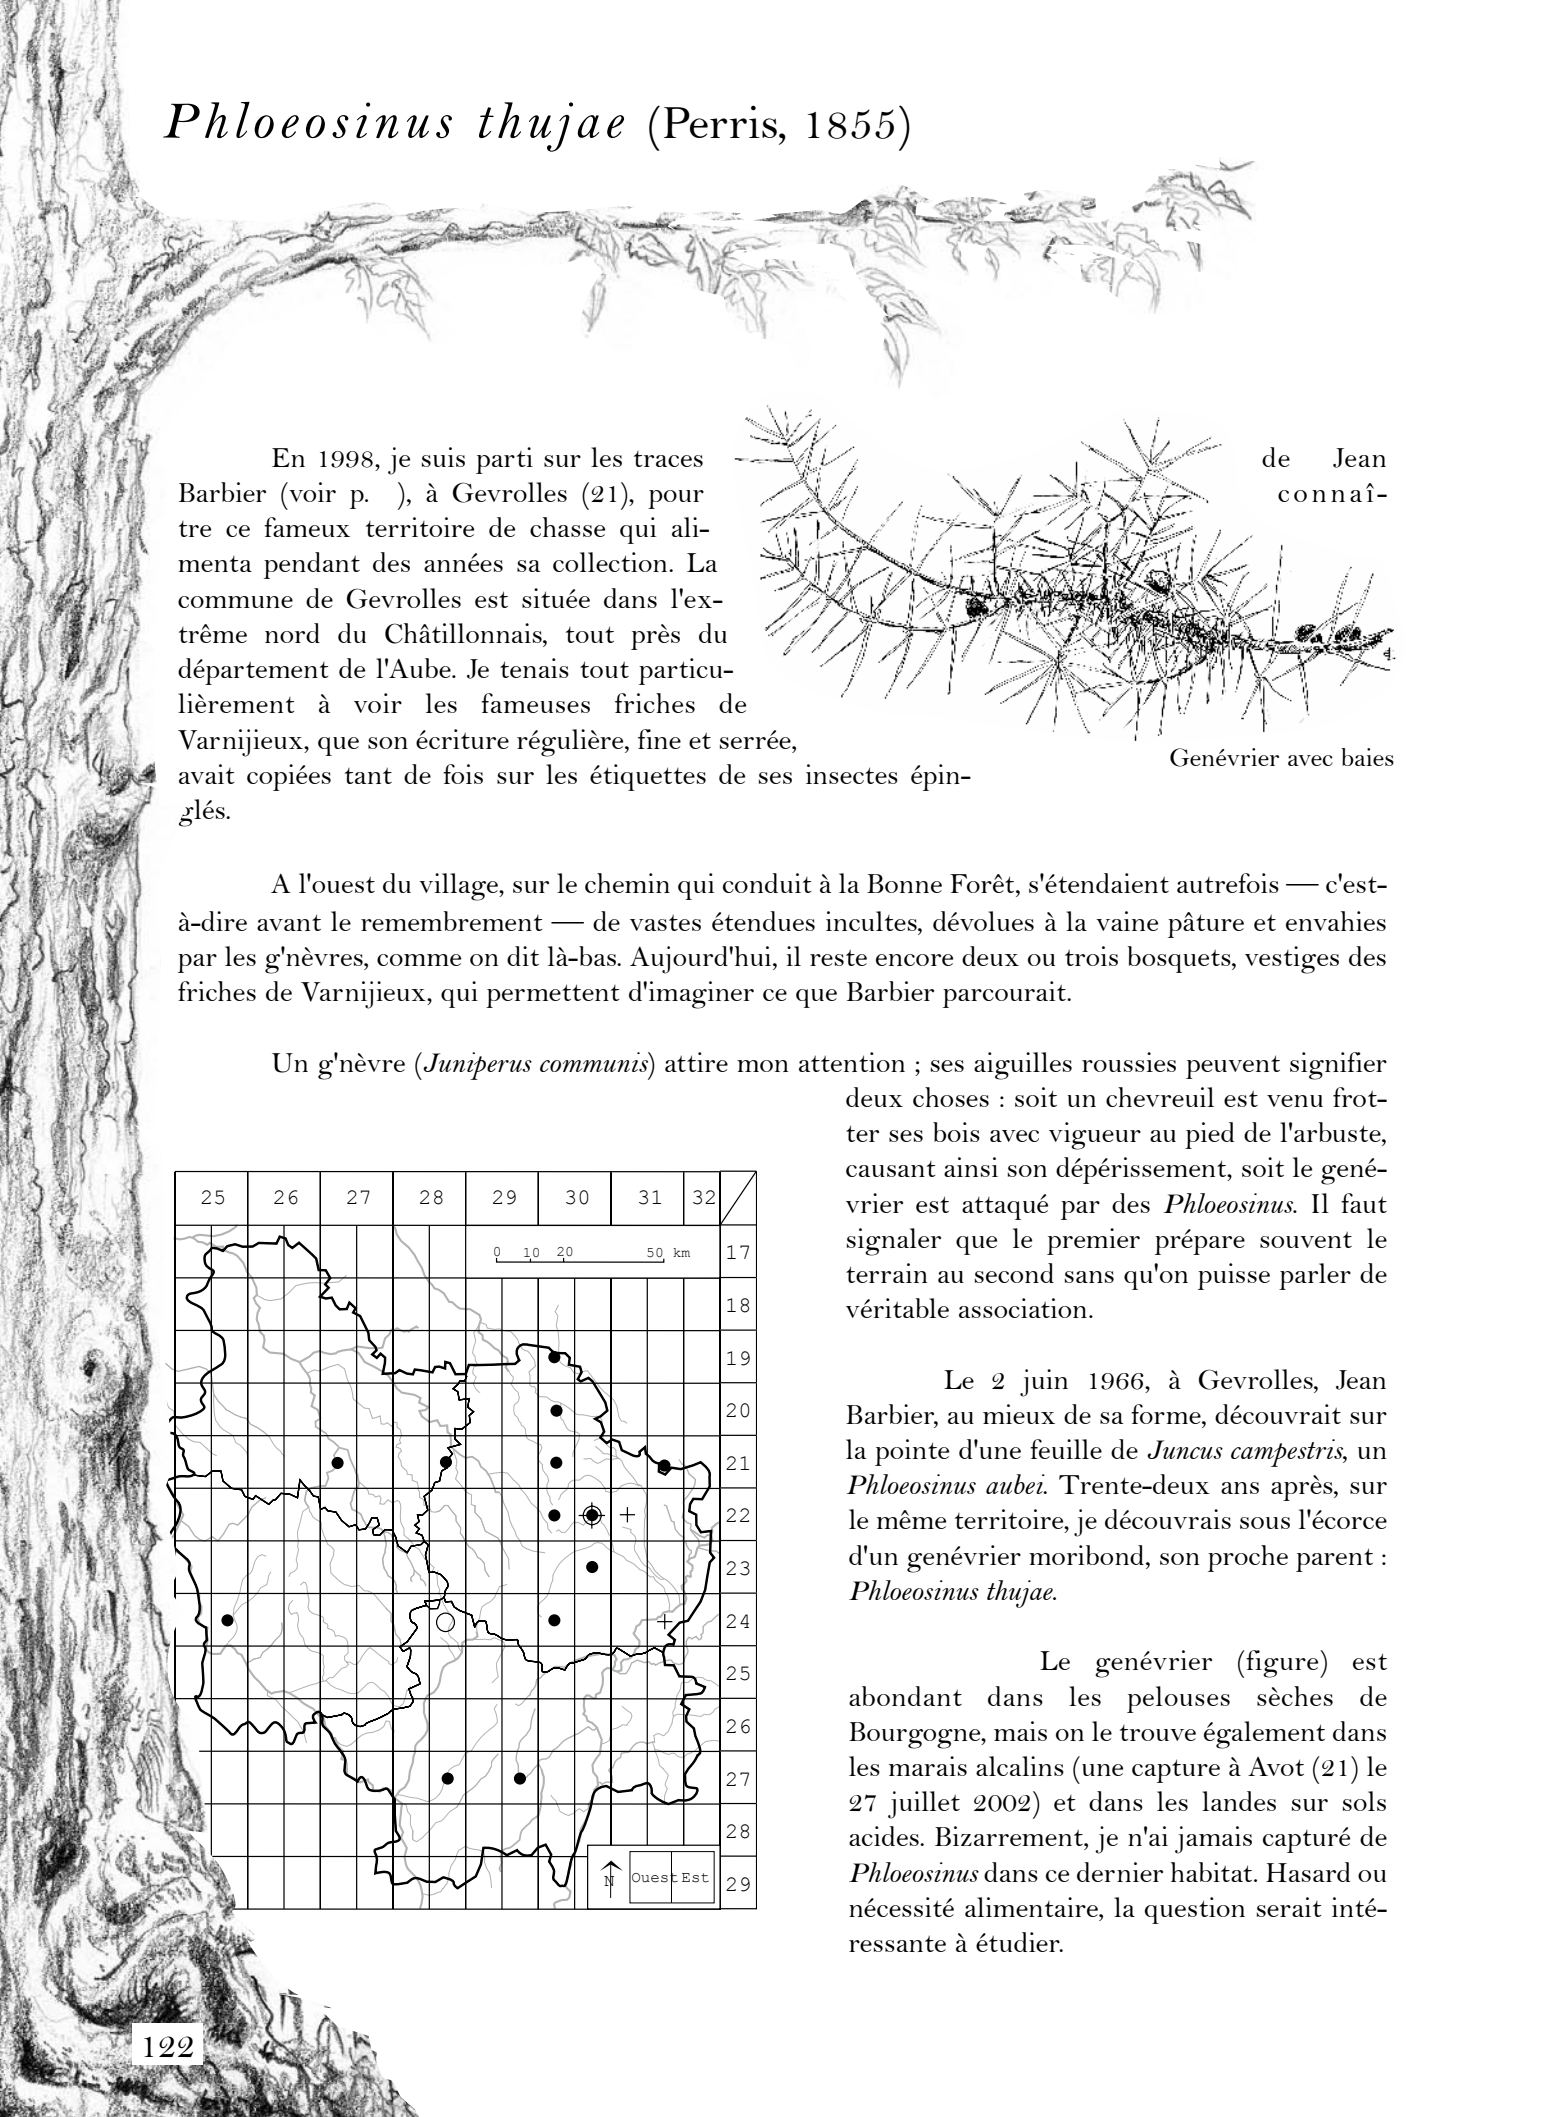 Phloeosinus thujae (Perris, 1855)
En 1998, je suis parti sur les traces de Jean
Barbier (voir p. ), à Gevrolles (21), pour connaî-
tre ce fameux territoire de chasse qui ali-
menta pendant des années sa collection. La
commune de Gevrolles est située dans l'ex-
trême nord du Châtillonnais, tout près du
département de l'Aube. Je tenais tout particu-
lièrement à voir les fameuses friches de
Varnijieux, que son écriture régulière, fine et serrée,
avait copiées tant de fois sur les étiquettes de ses insectes épin-
glés.
Genévrier avec baies
A l'ouest du village, sur le chemin qui conduit à la Bonne Forêt, s'étendaient autrefois — c'est-
à-dire avant le remembrement — de vastes étendues incultes, dévolues à la vaine pâture et envahies
par les g'nèvres, comme on dit là-bas. Aujourd'hui, il reste encore deux ou trois bosquets, vestiges des
friches de Varnijieux, qui permettent d'imaginer ce que Barbier parcourait.
Un g'nèvre (Juniperus communis) attire mon attention ; ses aiguilles roussies peuvent signifier
deux choses : soit un chevreuil est venu frot-
ter ses bois avec vigueur au pied de l'arbuste,
causant ainsi son dépérissement, soit le gené-
vrier est attaqué par des Phloeosinus. Il faut
signaler que le premier prépare souvent le
terrain au second sans qu'on puisse parler de
véritable association.
Le 2 juin 1966, à Gevrolles, Jean
Barbier, au mieux de sa forme, découvrait sur
la pointe d'une feuille de Juncus campestris, un
Phloeosinus aubei. Trente-deux ans après, sur
le même territoire, je découvrais sous l'écorce
d'un genévrier moribond, son proche parent :
Phloeosinus thujae.
Le genévrier (figure) est
abondant dans les pelouses sèches de
Bourgogne, mais on le trouve également dans
les marais alcalins (une capture à Avot (21) le
27 juillet 2002) et dans les landes sur sols
acides. Bizarrement, je n'ai jamais capturé de
Phloeosinus dans ce dernier habitat. Hasard ou
nécessité alimentaire, la question serait inté-
ressante à étudier.
25 26 27 28 29 30 31 32
0 10 20 50 km
17
18
19
20
21
22
23
24
25
26
27
28
29
N Ouest Est
122